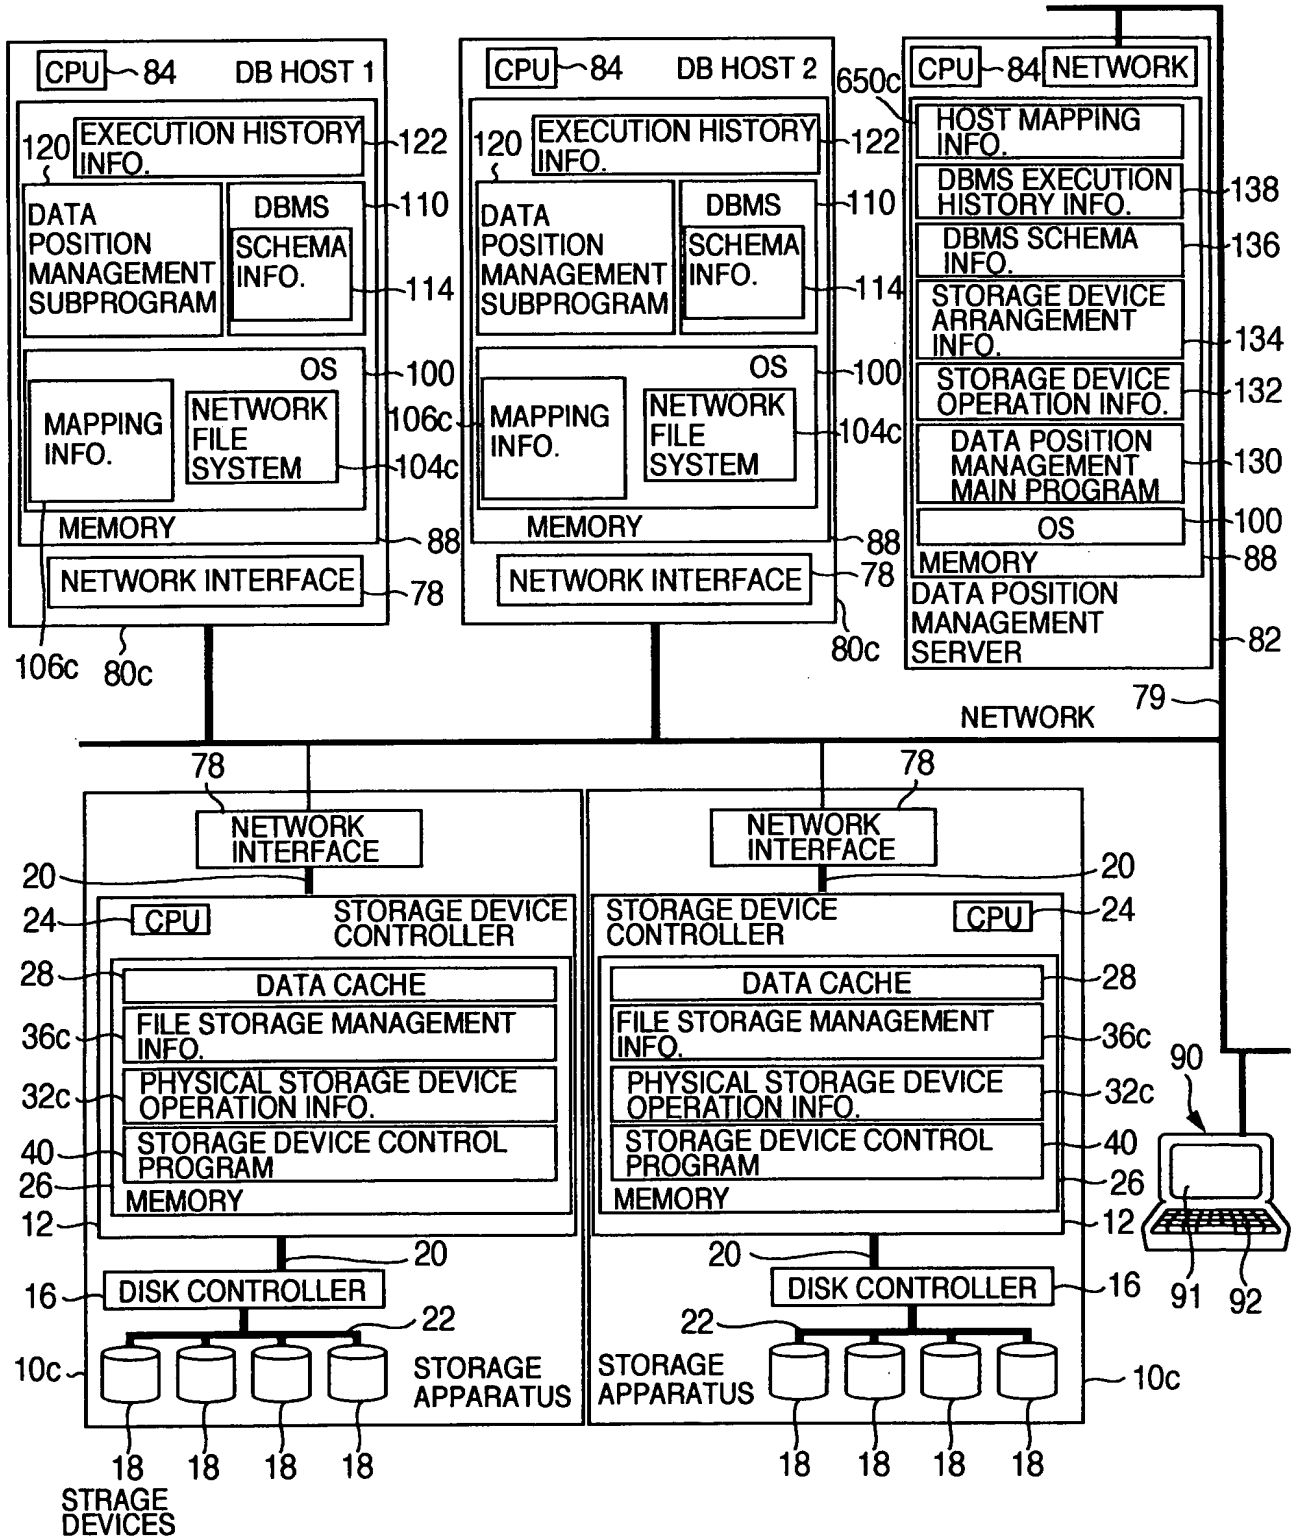 CPU
84
DB HOST 1
EXECUTION HISTORY
INFO.
122
120
DATA
POSITION
MANAGEMENT
SUBPROGRAM
DBMS
110
SCHEMA
INFO.
114
OS
100
MAPPING
INFO.
NETWORK
FILE
SYSTEM
104c
MEMORY
88
NETWORK INTERFACE
78
106c
80c
CPU
84
DB HOST 2
EXECUTION HISTORY
INFO.
122
120
DATA
POSITION
MANAGEMENT
SUBPROGRAM
DBMS
110
SCHEMA
INFO.
114
OS
100
106c
MAPPING
INFO.
NETWORK
FILE
SYSTEM
104c
MEMORY
88
NETWORK INTERFACE
78
80c
CPU
84
NETWORK
650c
HOST MAPPING
INFO.
DBMS EXECUTION
HISTORY INFO.
138
DBMS SCHEMA
INFO.
136
STORAGE DEVICE
ARRANGEMENT
INFO.
134
STORAGE DEVICE
OPERATION INFO.
132
DATA POSITION
MANAGEMENT
MAIN PROGRAM
130
OS
100
MEMORY
88
DATA POSITION
MANAGEMENT
SERVER
82
79
NETWORK
78
NETWORK
INTERFACE
20
24
CPU
STORAGE DEVICE
CONTROLLER
28
DATA CACHE
36c
FILE STORAGE MANAGEMENT
INFO.
32c
PHYSICAL STORAGE DEVICE
OPERATION INFO.
40
STORAGE DEVICE CONTROL
PROGRAM
26
MEMORY
12
20
16
DISK CONTROLLER
22
10c
STORAGE
APPARATUS
18
18
18
18
STRAGE
DEVICES
78
NETWORK
INTERFACE
20
STORAGE DEVICE
CONTROLLER
CPU
24
DATA CACHE
28
FILE STORAGE MANAGEMENT
INFO.
36c
PHYSICAL STORAGE DEVICE
OPERATION INFO.
32c
STORAGE DEVICE CONTROL
PROGRAM
40
MEMORY
26
12
20
DISK CONTROLLER
16
22
STORAGE
APPARATUS
10c
18
18
18
18
90
91
92